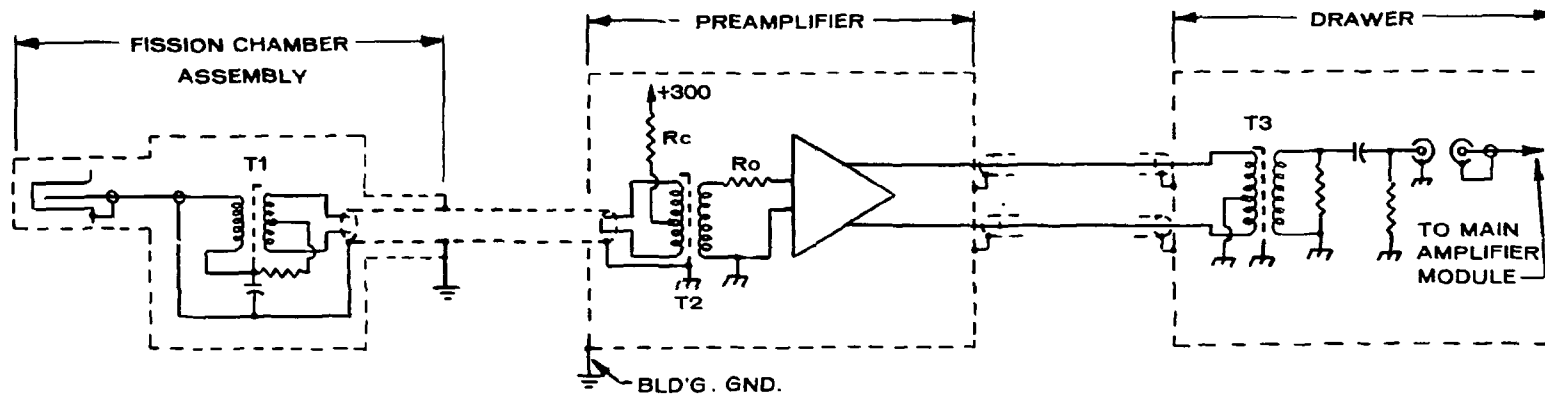 PREAMPLIFIER
DRAWER
FISSION CHAMBER
ASSEMBLY
+300
Rc
T1
Ro
T3
T2
TO MAIN
AMPLIFIER
MODULE
BLD'G. GND.